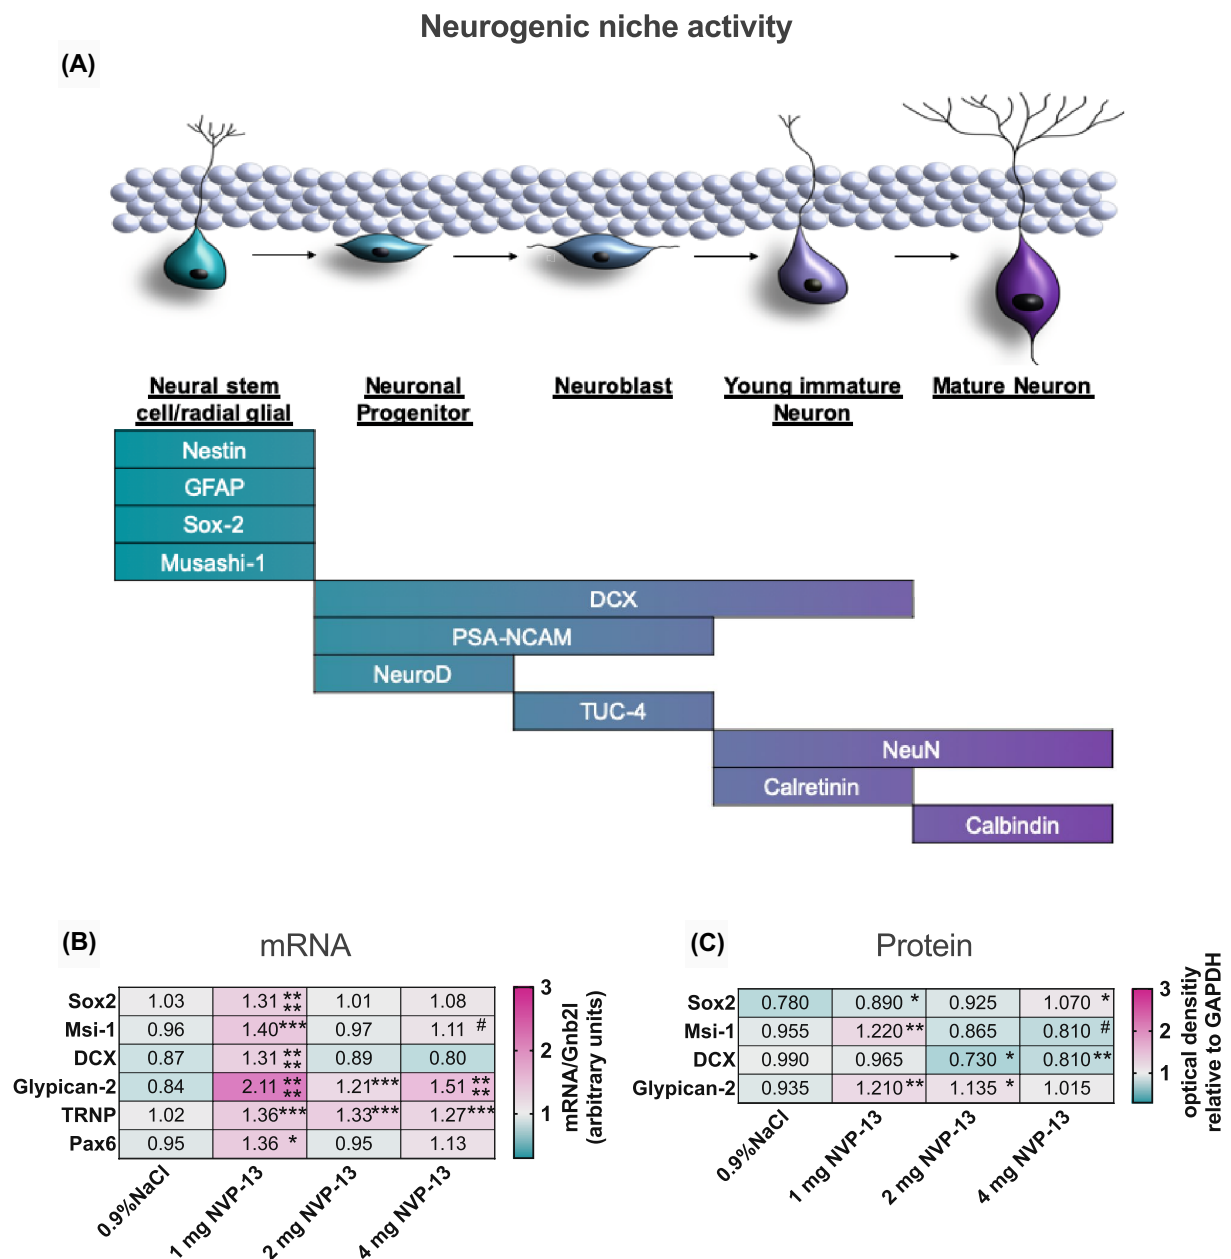 Neurogenic niche activity
(A)
Neural stem
cell/radial glial
Neuronal
Progenitor
Neuroblast
Young immature
Neuron
Mature Neuron
Nestin
GFAP
Sox-2
Musashi-1
DCX
PSA-NCAM
NeuroD
TUC-4
NeuN
Calretinin
Calbindin
(B)
mRNA
Sox2 1.03 1.31 **** 1.01 1.08
Msi-1 0.96 1.40*** 0.97 1.11 #
DCX 0.87 1.31 **** 0.89 0.80
Glypican-2 0.84 2.11 **** 1.21*** 1.51 ****
TRNP 1.02 1.36*** 1.33*** 1.27***
Pax6 0.95 1.36 * 0.95 1.13
0.9%NaCl
1 mg NVP-13
2 mg NVP-13
4 mg NVP-13
3
2
1
mRNA/Gnb2l
(arbitrary units)
(C)
Protein
Sox2 0.780 0.890 * 0.925 1.070 *
Msi-1 0.955 1.220 ** 0.865 0.810 #
DCX 0.990 0.965 0.730 * 0.810 **
Glypican-2 0.935 1.210 ** 1.135 * 1.015
0.9%NaCl
1 mg NVP-13
2 mg NVP-13
4 mg NVP-13
3
2
1
optical densitiy
relative to GAPDH